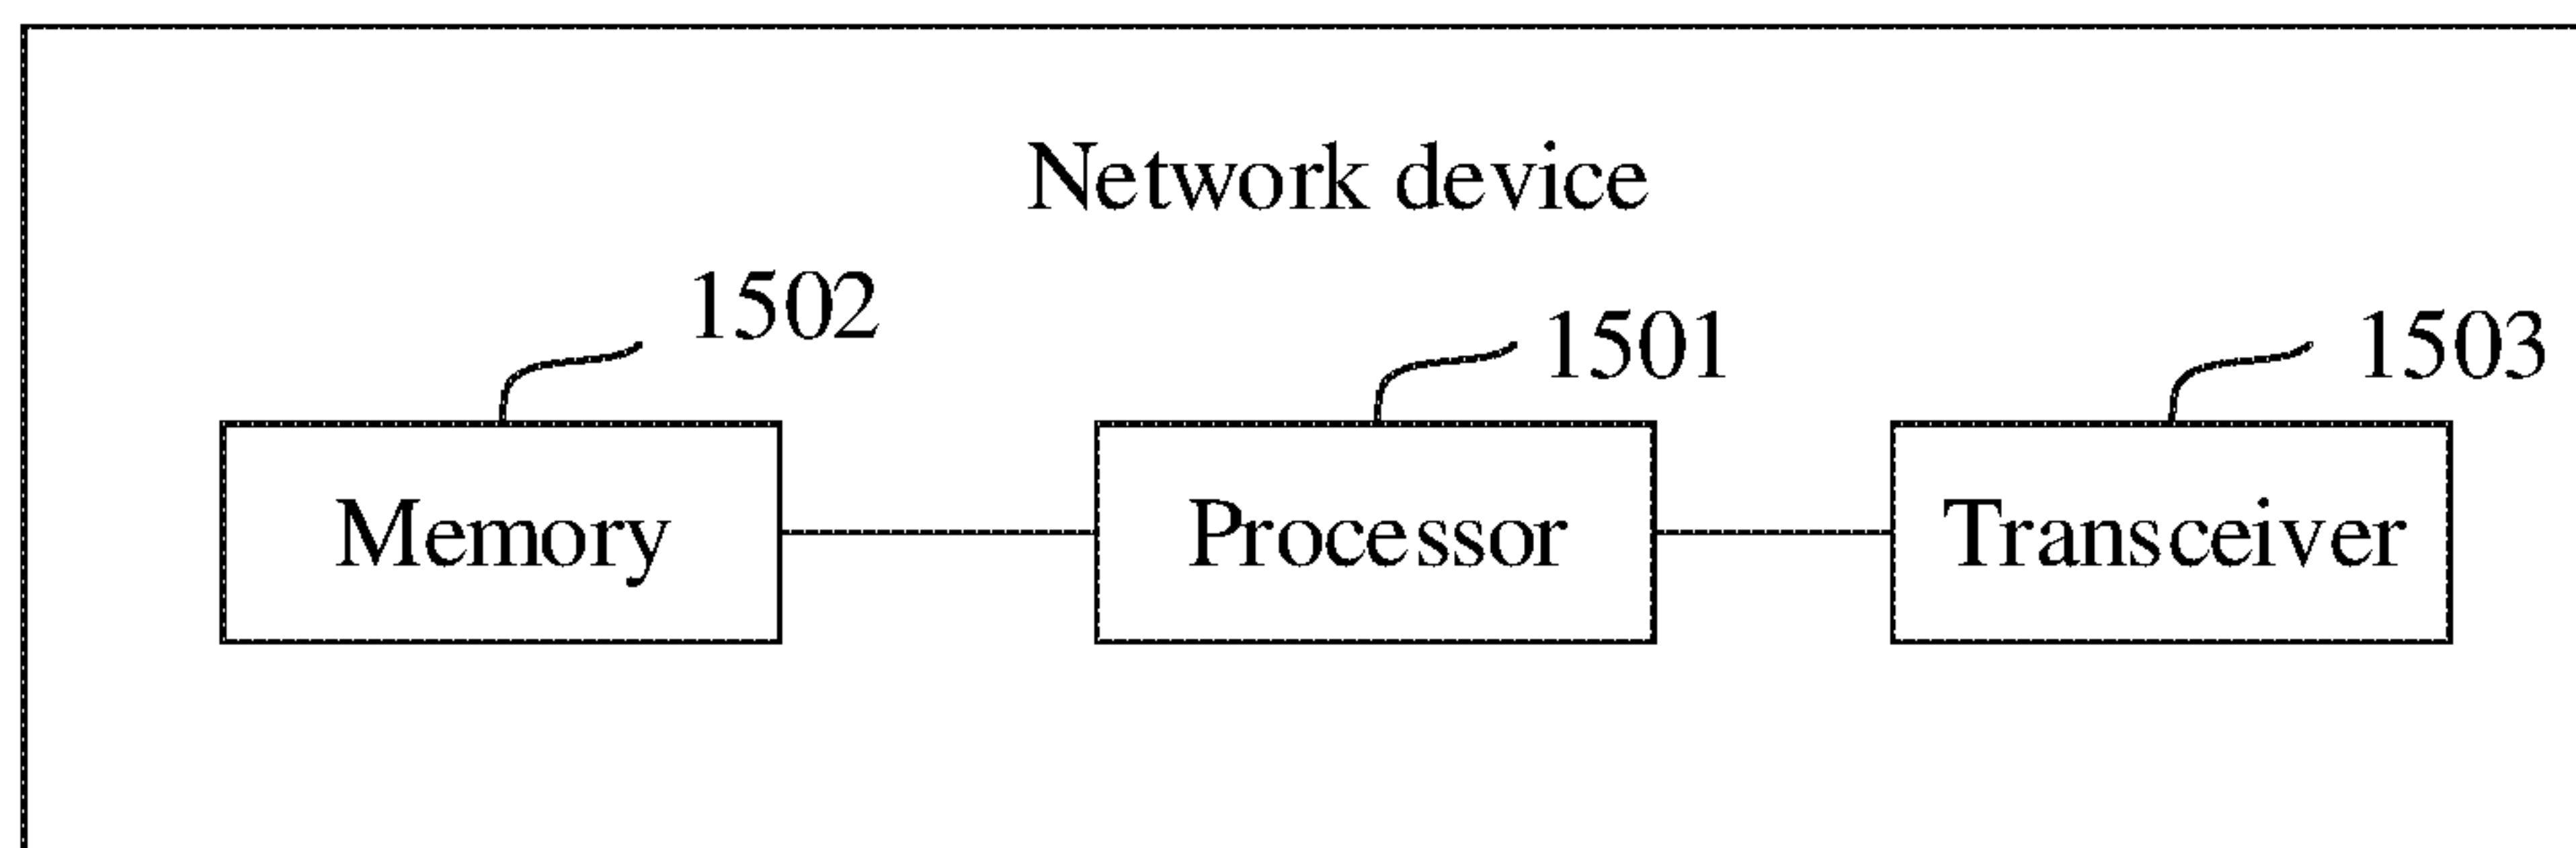 Network device
1502
1501
1503
Memory
Processor
Transceiver